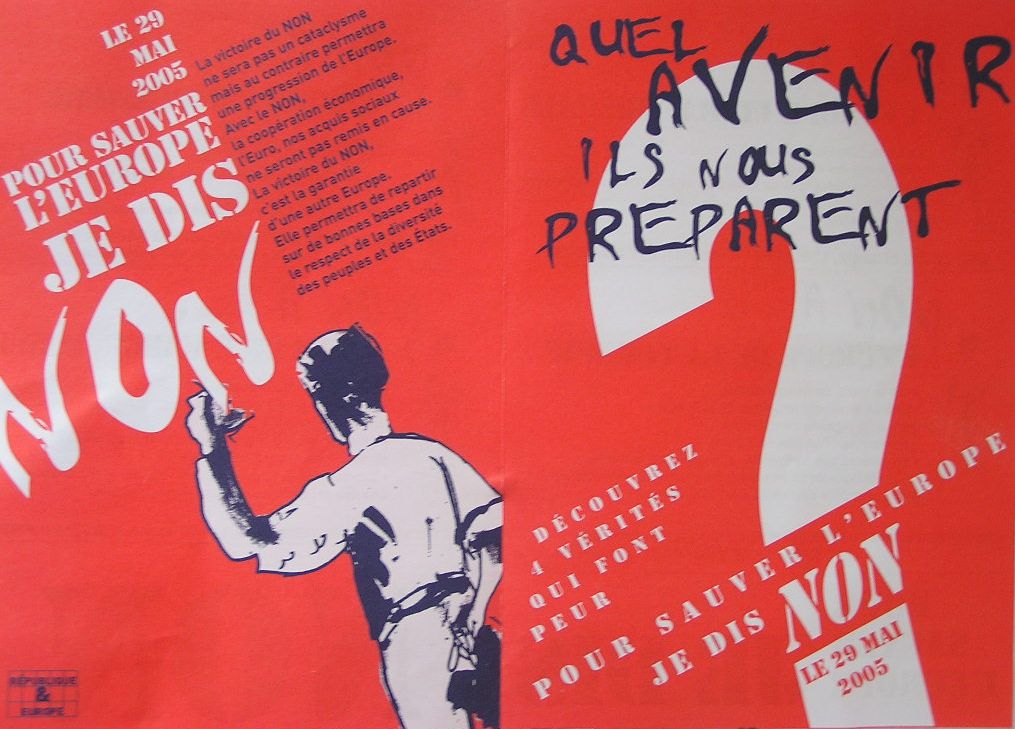 LE 29
MAI
2005
POUR SAUVER
L'EUROPE
JE DIS
NON
La victoire du NON
ne sera pas un cataclysme
mais au contraire permettra
une progression de l'Europe.
Avec le NON,
la coopération économique,
l'Euro, nos acquis sociaux
ne seront pas remis en cause.
La victoire du NON,
c'est la garantie
d'une autre Europe.
Elle permettra de repartir
sur de bonnes bases dans
le respect de la diversité
des peuples et des États.
RÉPUBLIQUE
&
EUROPE
QUEL
AVENIR
ILS NOUS
PREPARENT
?
DÉCOUVREZ
4 VÉRITÉS
QUI FONT
PEUR
POUR SAUVER L'EUROPE
JE DIS NON
LE 29 MAI
2005